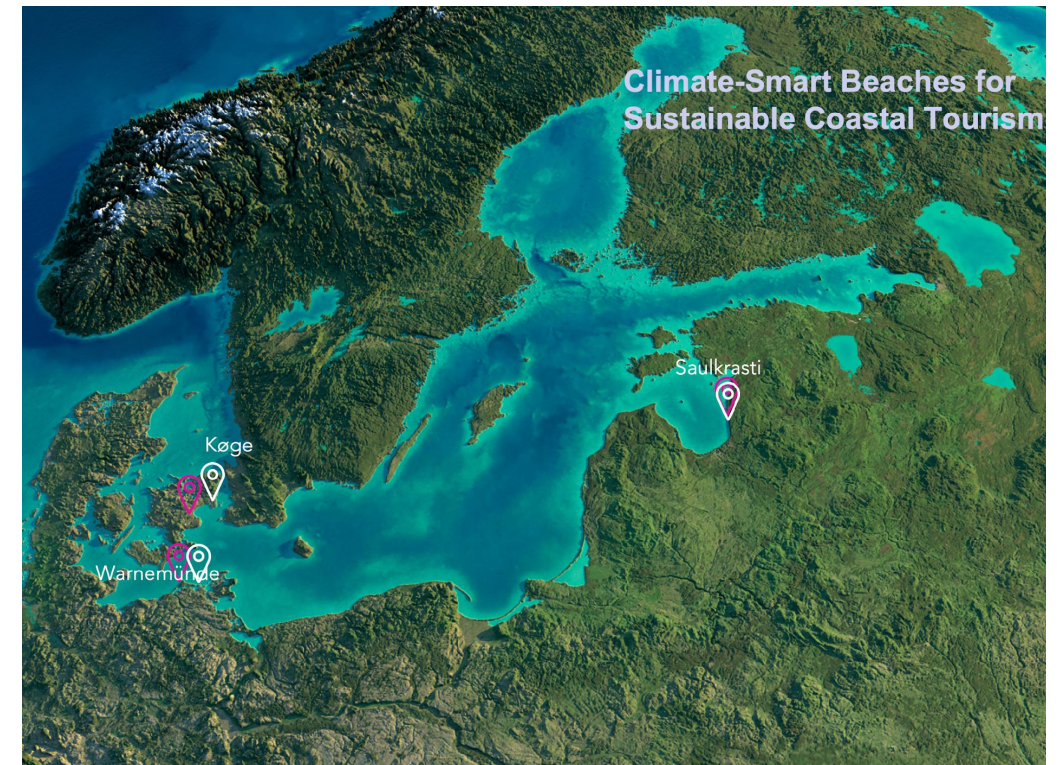 Climate-Smart Beaches for
Sustainable Coastal Tourism
Saulkrasti
Køge
Warnemünde